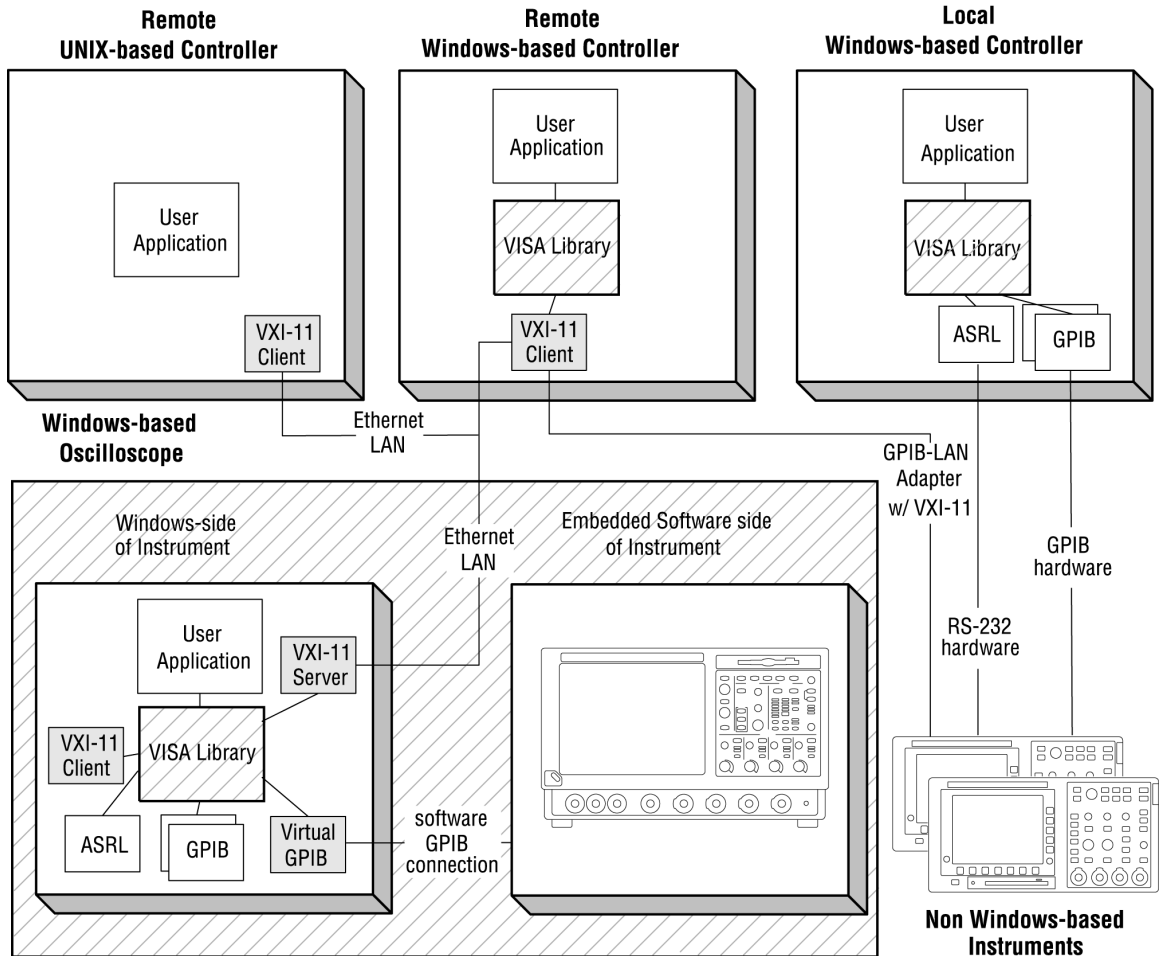 Remote
UNIX-based Controller
Remote
Windows-based Controller
Local
Windows-based Controller
User
Application
VXI-11
Client
User
Application
VISA Library
VXI-11
Client
User
Application
VISA Library
ASRL
GPIB
Windows-based
Oscilloscope
Ethernet
LAN
GPIB-LAN
Adapter
w/ VXI-11
Windows-side
of Instrument
Ethernet
LAN
Embedded Software side
of Instrument
GPIB
hardware
RS-232
hardware
User
Application
VXI-11
Server
VXI-11
Client
VISA Library
ASRL
GPIB
Virtual
GPIB
software
GPIB
connection
Non Windows-based
Instruments